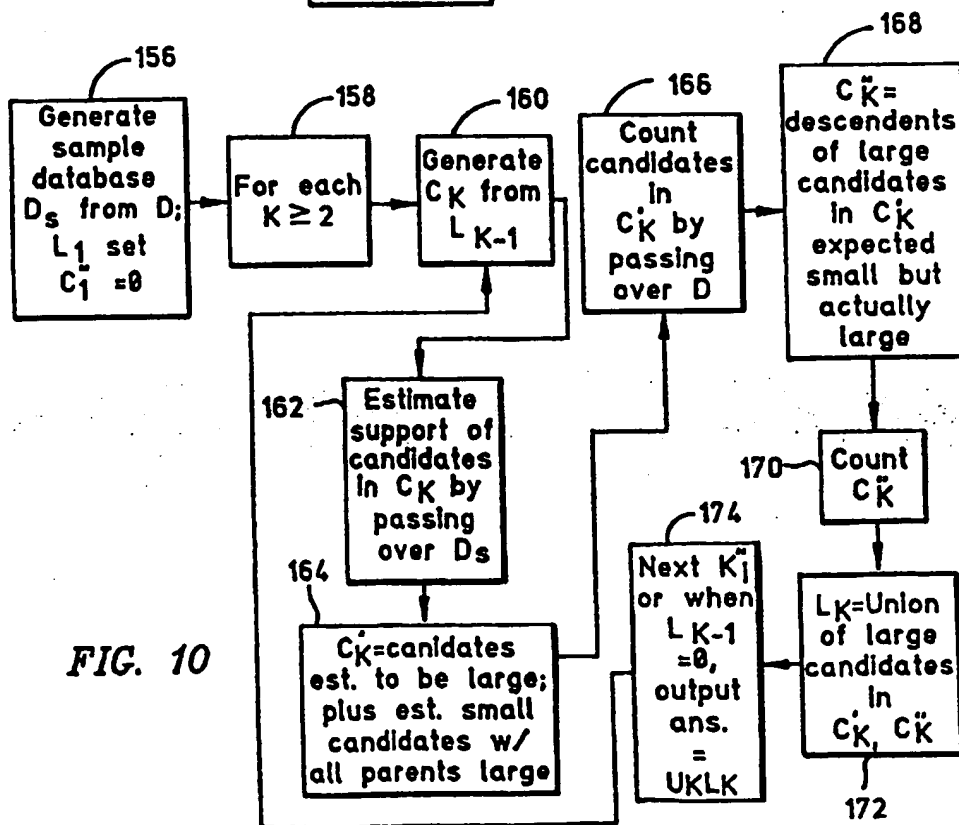 156
Generate
sample
database
Ds from D;
L1 set
C"1 =0
158
For each
K ≥ 2
160
Generate
CK from
L K-1
162
Estimate
support of
candidates
in CK by
passing
over Ds
164
C'K=canidates
est. to be large;
plus est. small
candidates w/
all parents large
166
Count
candidates
in
C'K by
passing
over D
168
C"K=
descendents
of large
candidates
in C'K
expected
small but
actually
large
170
Count
C"K
LK=Union
of large
candidates
in
C'K, C"K
172
174
Next K"j
or when
L K-1
=0,
output
ans.
=
UKLK
FIG. 10